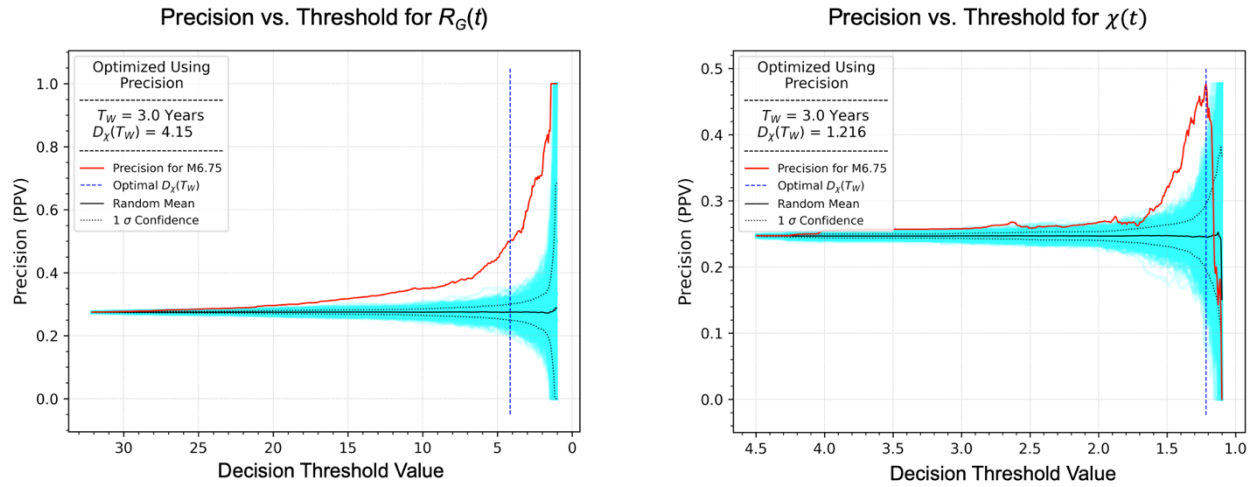 Precision vs. Threshold for R_G(t)
Optimized Using
Precision
T_W = 3.0 Years
D_χ(T_W) = 4.15
Precision for M6.75
Optimal D_χ(T_W)
Random Mean
1 σ Confidence
Precision (PPV)
1.0
0.8
0.6
0.4
0.2
0.0
30
25
20
15
10
5
0
Decision Threshold Value
Precision vs. Threshold for χ(t)
Optimized Using
Precision
T_W = 3.0 Years
D_χ(T_W) = 1.216
Precision for M6.75
Optimal D_χ(T_W)
Random Mean
1 σ Confidence
Precision (PPV)
0.5
0.4
0.3
0.2
0.1
0.0
4.5
4.0
3.5
3.0
2.5
2.0
1.5
1.0
Decision Threshold Value